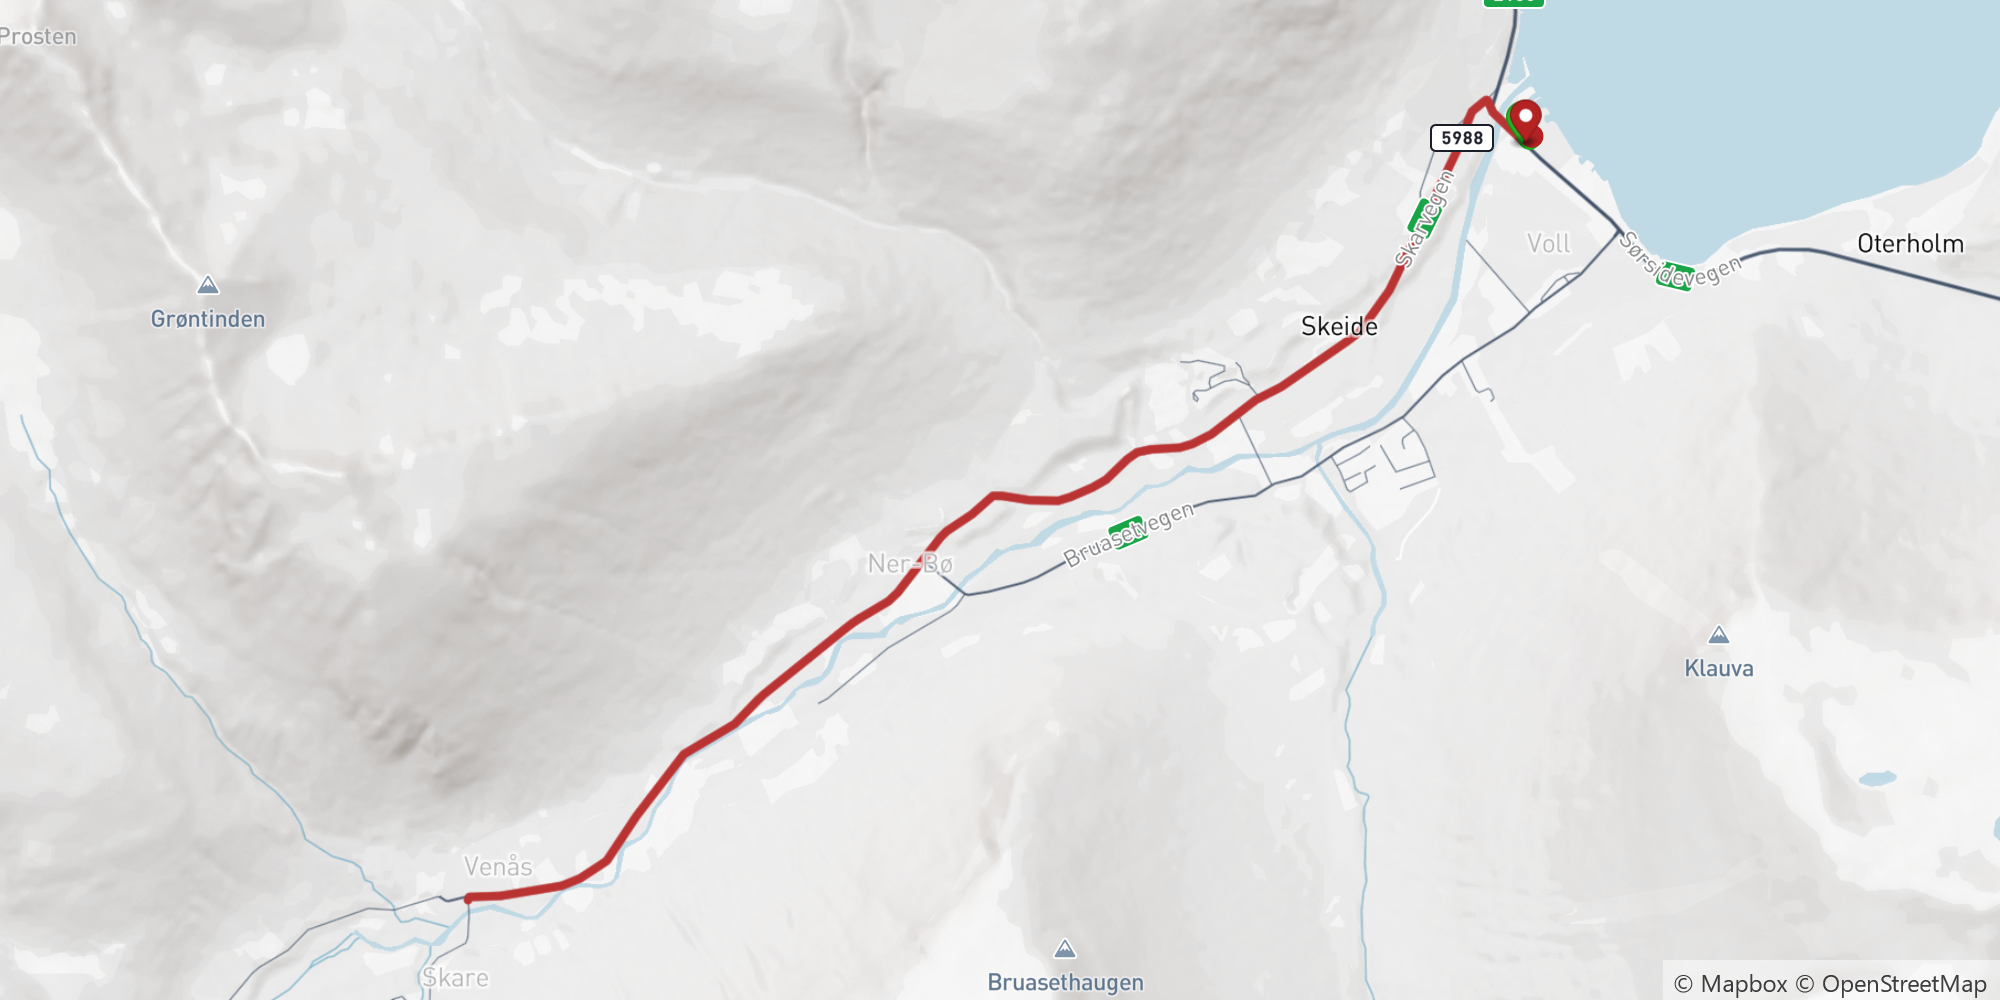 Prosten
5988
Skarvegen
Voll
Sørsidevegen
Oterholm
Grøntinden
Skeide
Bruasetvegen
Ner-Bø
Klauva
Venås
Skare
Bruasethaugen
© Mapbox © OpenStreetMap